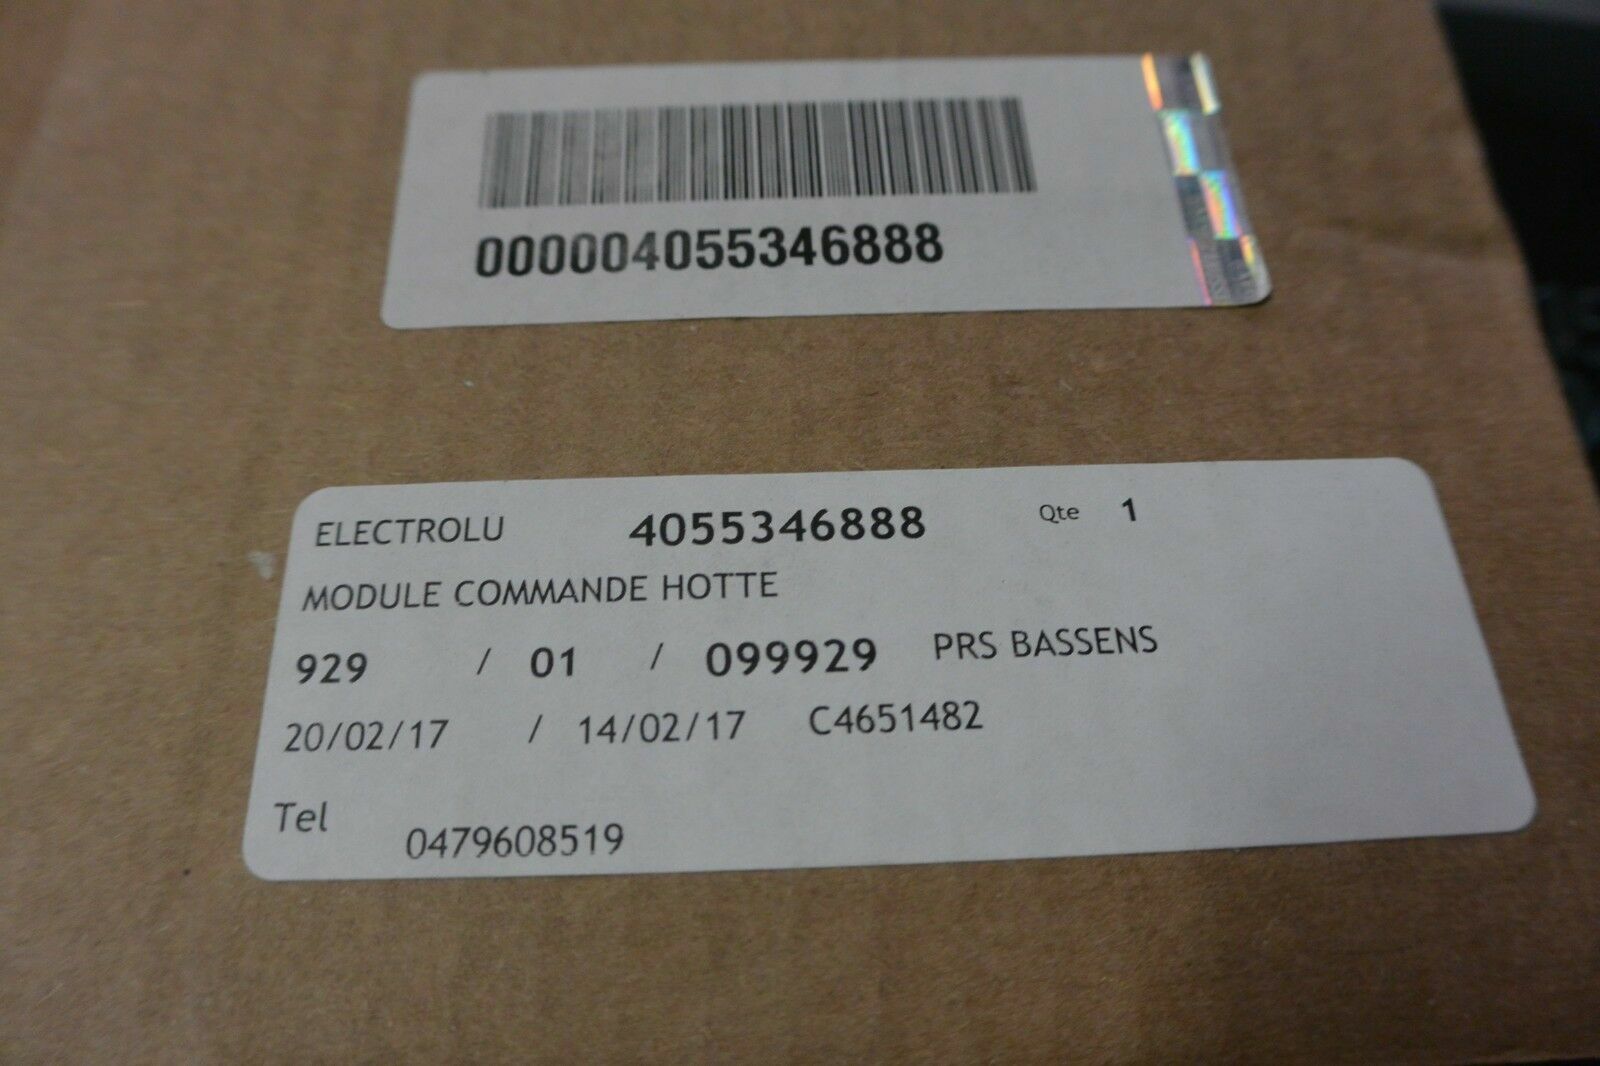 000004055346888
ELECTROLU 4055346888 Qte 1
MODULE COMMANDE HOTTE
929 / 01 / 099929 PRS BASSENS
20/02/17 / 14/02/17 C4651482
Tel 0479608519